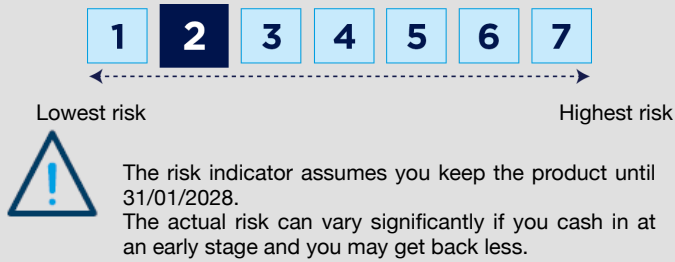 1 2 3 4 5 6 7
Lowest risk Highest risk
!
The risk indicator assumes you keep the product until
31/01/2028.
The actual risk can vary significantly if you cash in at
an early stage and you may get back less.